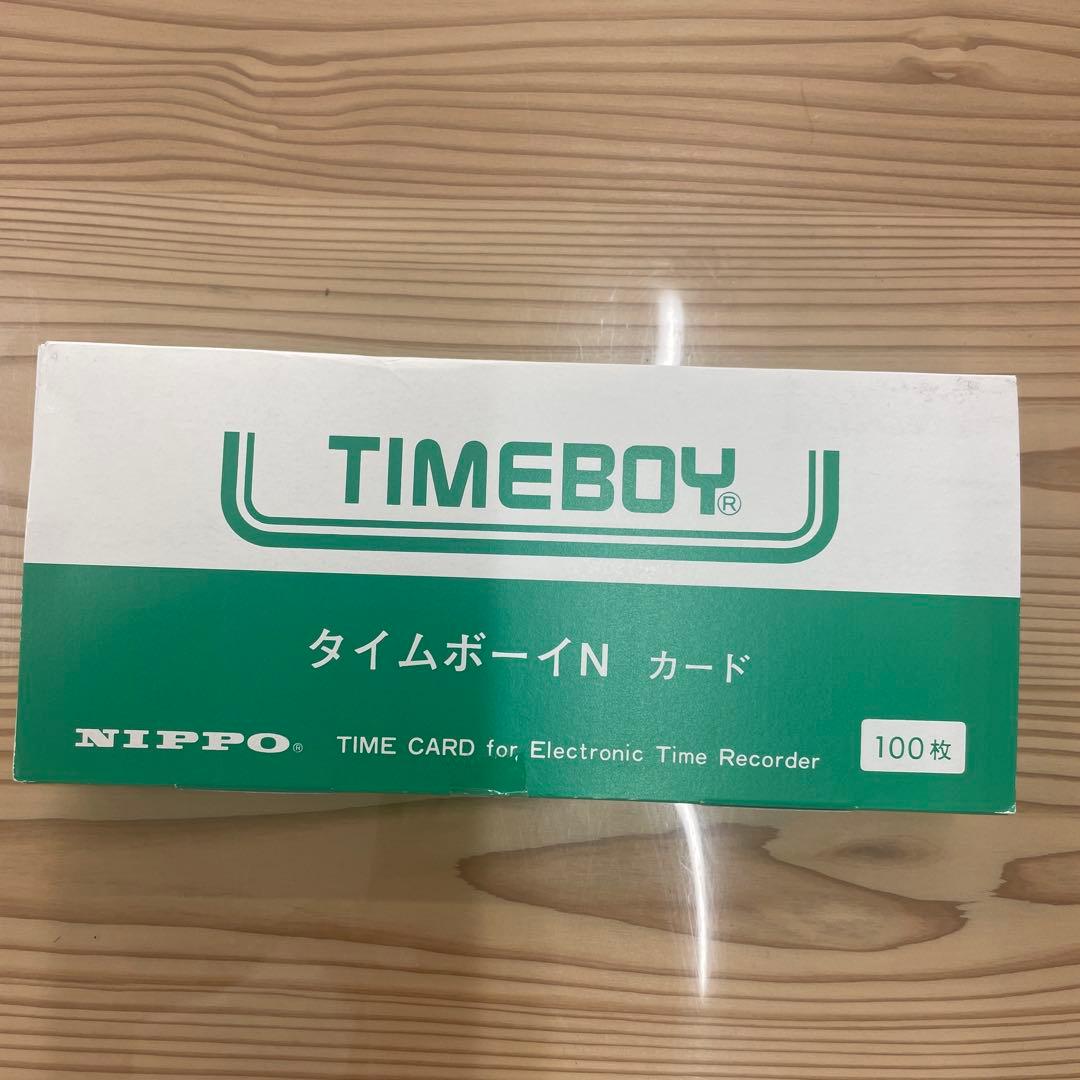 TIMEBOY®
タイムボーイN カード
NIPPO® TIME CARD for Electronic Time Recorder 100枚